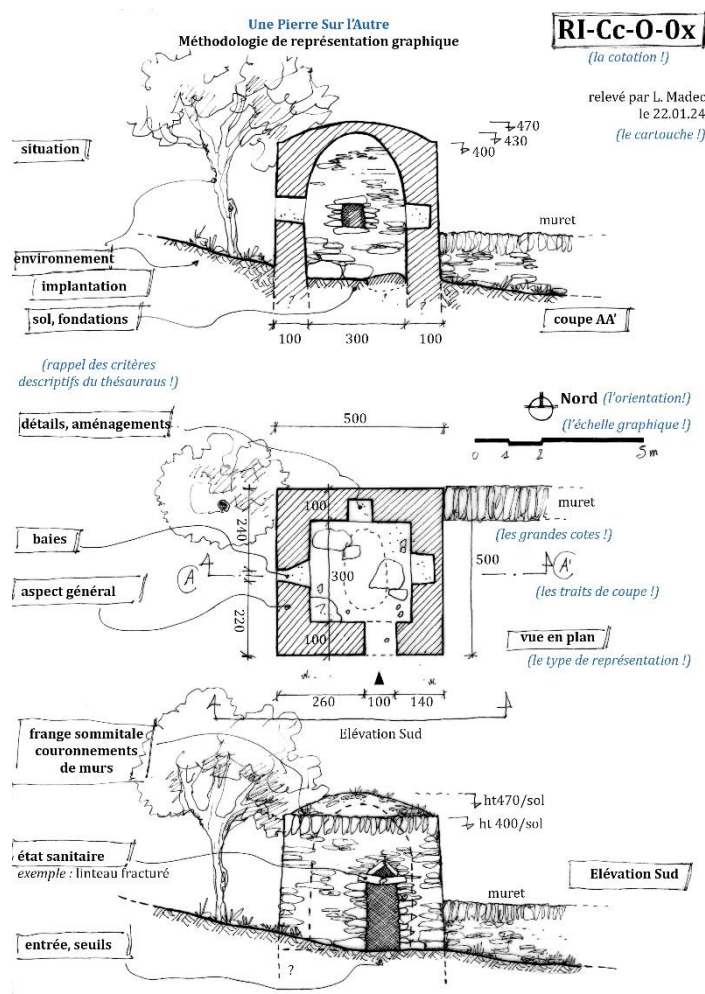 Une Pierre Sur l'Autre
Méthodologie de représentation graphique
RI-Cc-O-0x
(la cotation !)
relevé par L. Madec
le 22.01.24
(le cartouche !)
situation
470
430
400
muret
environnement
implantation
sol, fondations
? ? ?
100 300 100
coupe AA'
(rappel des critères
descriptifs du thésauraus !)
Nord (l'orientation!)
(l'échelle graphique !)
0 1 2 5 m
détails, aménagements
500
muret
100
240
baies
(les grandes cotes !)
A
300
500
A'
aspect général
(les traits de coupe !)
220
100
vue en plan
(le type de représentation !)
260 100 140
Elévation Sud
frange sommitale
couronnements
de murs
ht470/sol
ht 400/sol
état sanitaire
exemple : linteau fracturé
Elévation Sud
muret
entrée, seuils
?